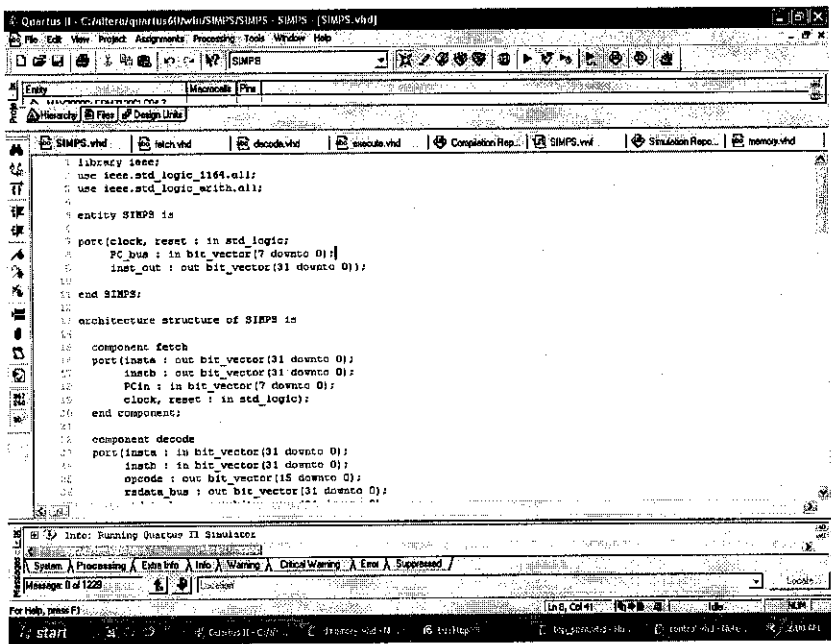 Quartus II - C:/altera/quartus60/win/SIMPS/SIMPS - SIMPS - [SIMPS.vhd]
File Edit View Project Assignments Processing Tools Window Help
SIMPS
Entity Macrocells Pins
Hierarchy Files Design Units
SIMPS.vhd fetch.vhd decode.vhd execute.vhd Compilation Rep... SIMPS.vwf Simulation Repo... memory.vhd
library ieee;
use ieee.std_logic_1164.all;
use ieee.std_logic_arith.all;
entity SIMPS is
port(clock, reset : in std_logic;
PC_bus : in bit_vector(7 downto 0);
inst_out : out bit_vector(31 downto 0));
end SIMPS;
architecture structure of SIMPS is
component fetch
port(insta : out bit_vector(31 downto 0);
instb : out bit_vector(31 downto 0);
PCin : in bit_vector(7 downto 0);
clock, reset : in std_logic);
end component;
component decode
port(insta : in bit_vector(31 downto 0);
instb : in bit_vector(31 downto 0);
opcode : out bit_vector(15 downto 0);
rsdata_bus : out bit_vector(31 downto 0);
Info: Running Quartus II Simulator
System Processing Extra Info Info Warning Critical Warning Error Suppressed
Message: 0 of 1229 Location: Locate
For Help, press F1 Ln 8, Col 41 Idle NUM
start Quartus II - C:/al... 2:00 AM